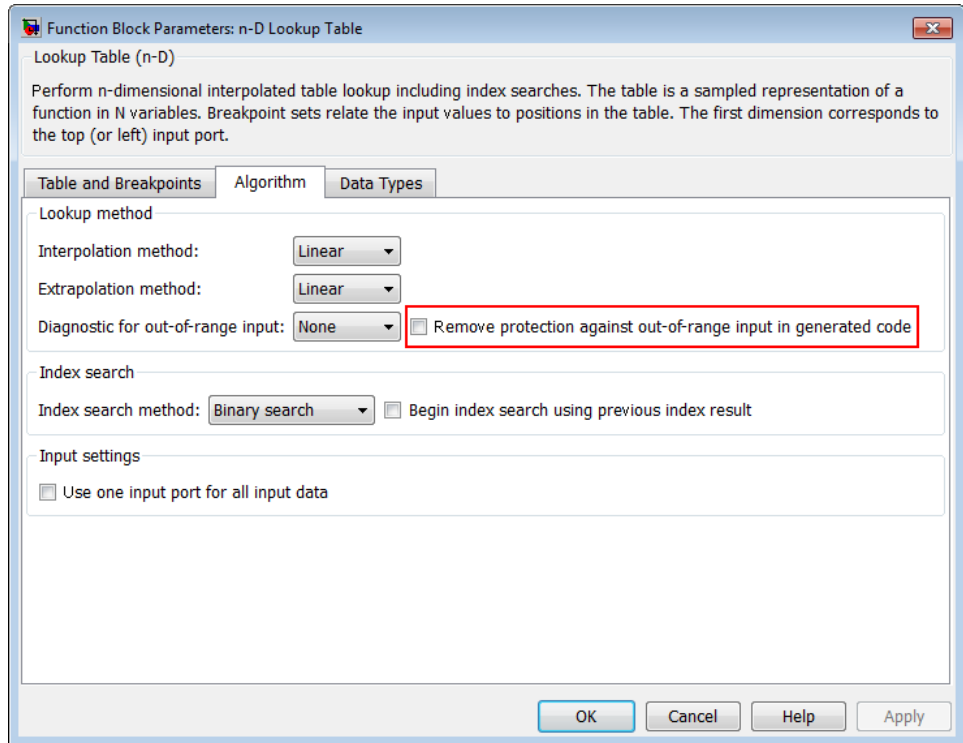 Function Block Parameters: n-D Lookup Table
Lookup Table (n-D)
Perform n-dimensional interpolated table lookup including index searches. The table is a sampled representation of a
function in N variables. Breakpoint sets relate the input values to positions in the table. The first dimension corresponds to
the top (or left) input port.
Table and Breakpoints Algorithm Data Types
Lookup method
Interpolation method: Linear
Extrapolation method: Linear
Diagnostic for out-of-range input: None Remove protection against out-of-range input in generated code
Index search
Index search method: Binary search Begin index search using previous index result
Input settings
Use one input port for all input data
OK Cancel Help Apply